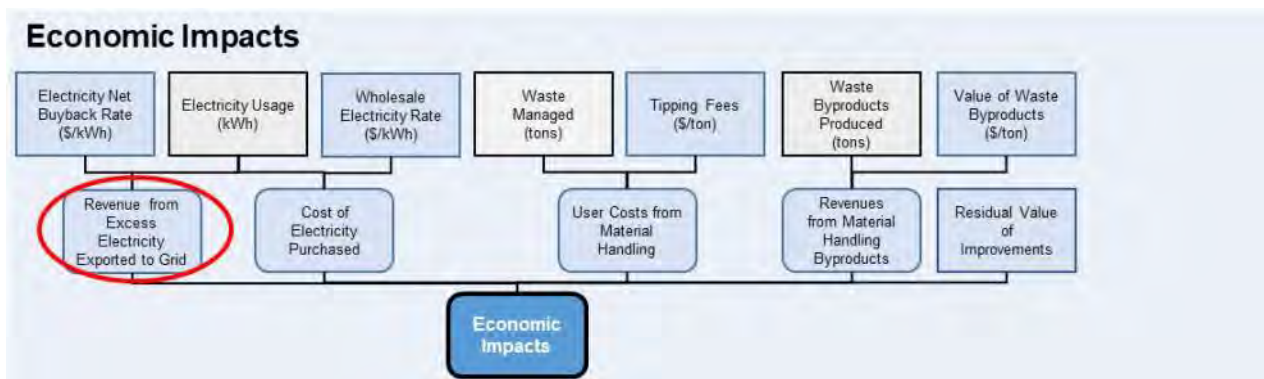 Economic Impacts
Electricity Net
Buyback Rate
($/kWh)
Electricity Usage
(kWh)
Wholesale
Electricity Rate
($/kWh)
Waste
Managed
(tons)
Tipping Fees
($/ton)
Waste
Byproducts
Produced
(tons)
Value of Waste
Byproducts
($/ton)
Revenue from
Excess
Electricity
Exported to Grid
Cost of
Electricity
Purchased
User Costs from
Material
Handling
Revenues
from Material
Handling
Byproducts
Residual Value
of
Improvements
Economic
Impacts